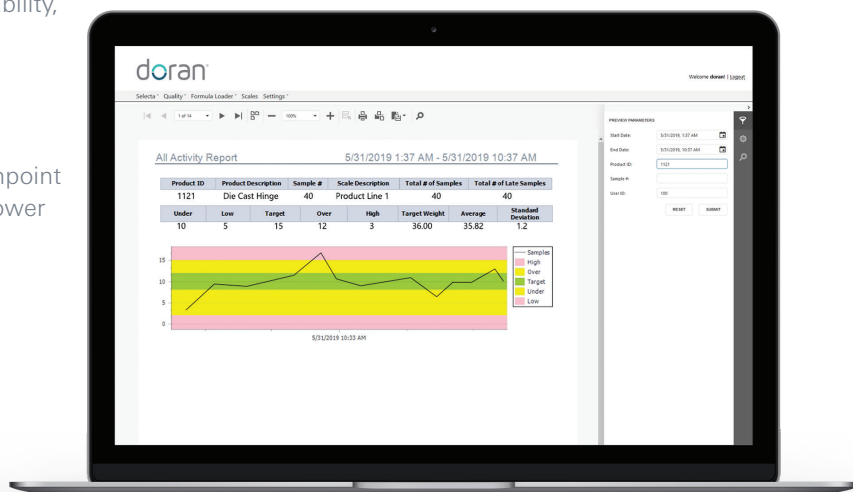 bility,
npoint
ower
doran
Welcome doran! | Logout
Selecta Quality Formula Loader Scales Settings
1 of 14 100%
All Activity Report 5/31/2019 1:37 AM - 5/31/2019 10:37 AM
Product ID Product Description Sample # Scale Description Total # of Samples Total # of Late Samples
1121 Die Cast Hinge 40 Product Line 1 40 40
Under Low Target Over High Target Weight Average Standard Deviation
10 5 15 12 3 36.00 35.82 1.2
15
10
5
0
5/31/2019 10:33 AM
Samples
High
Over
Target
Under
Low
PREVIEW PARAMETERS
Start Date: 5/31/2019, 1:37 AM
End Date: 5/31/2019, 10:37 AM
Product ID: 1121
Sample #:
User ID: 100
RESET SUBMIT